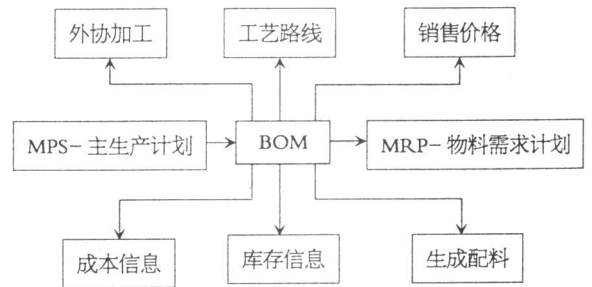 外协加工
工艺路线
销售价格
MPS-主生产计划
BOM
MRP-物料需求计划
成本信息
库存信息
生成配料